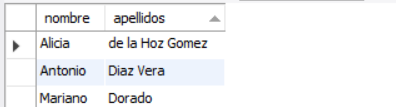 nombre apellidos
Alicia de la Hoz Gomez
Antonio Diaz Vera
Mariano Dorado